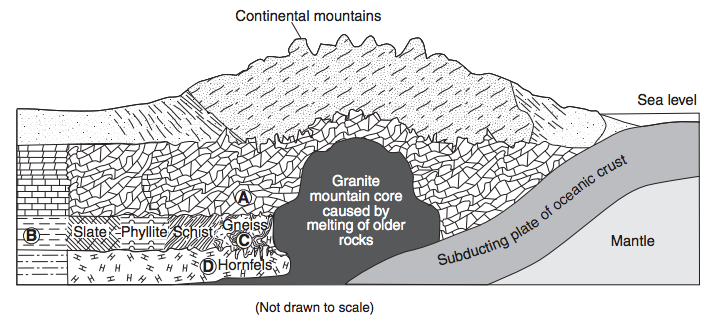 Continental mountains
Sea level
Granite
mountain core
caused by
melting of older
rocks
Subducting plate of oceanic crust
Mantle
A
B
Slate Phyllite Schist Gneiss
C
D Hornfels
(Not drawn to scale)